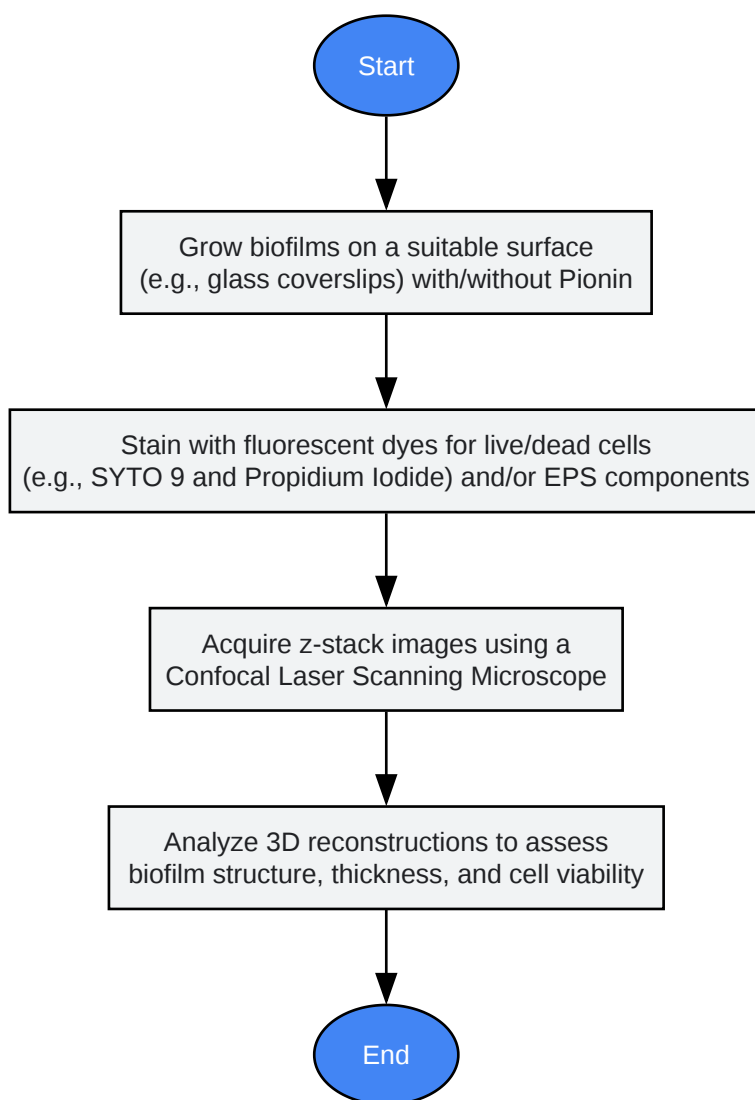 Start
Grow biofilms on a suitable surface
(e.g., glass coverslips) with/without Pionin
Stain with fluorescent dyes for live/dead cells
(e.g., SYTO 9 and Propidium Iodide) and/or EPS components
Acquire z-stack images using a
Confocal Laser Scanning Microscope
Analyze 3D reconstructions to assess
biofilm structure, thickness, and cell viability
End